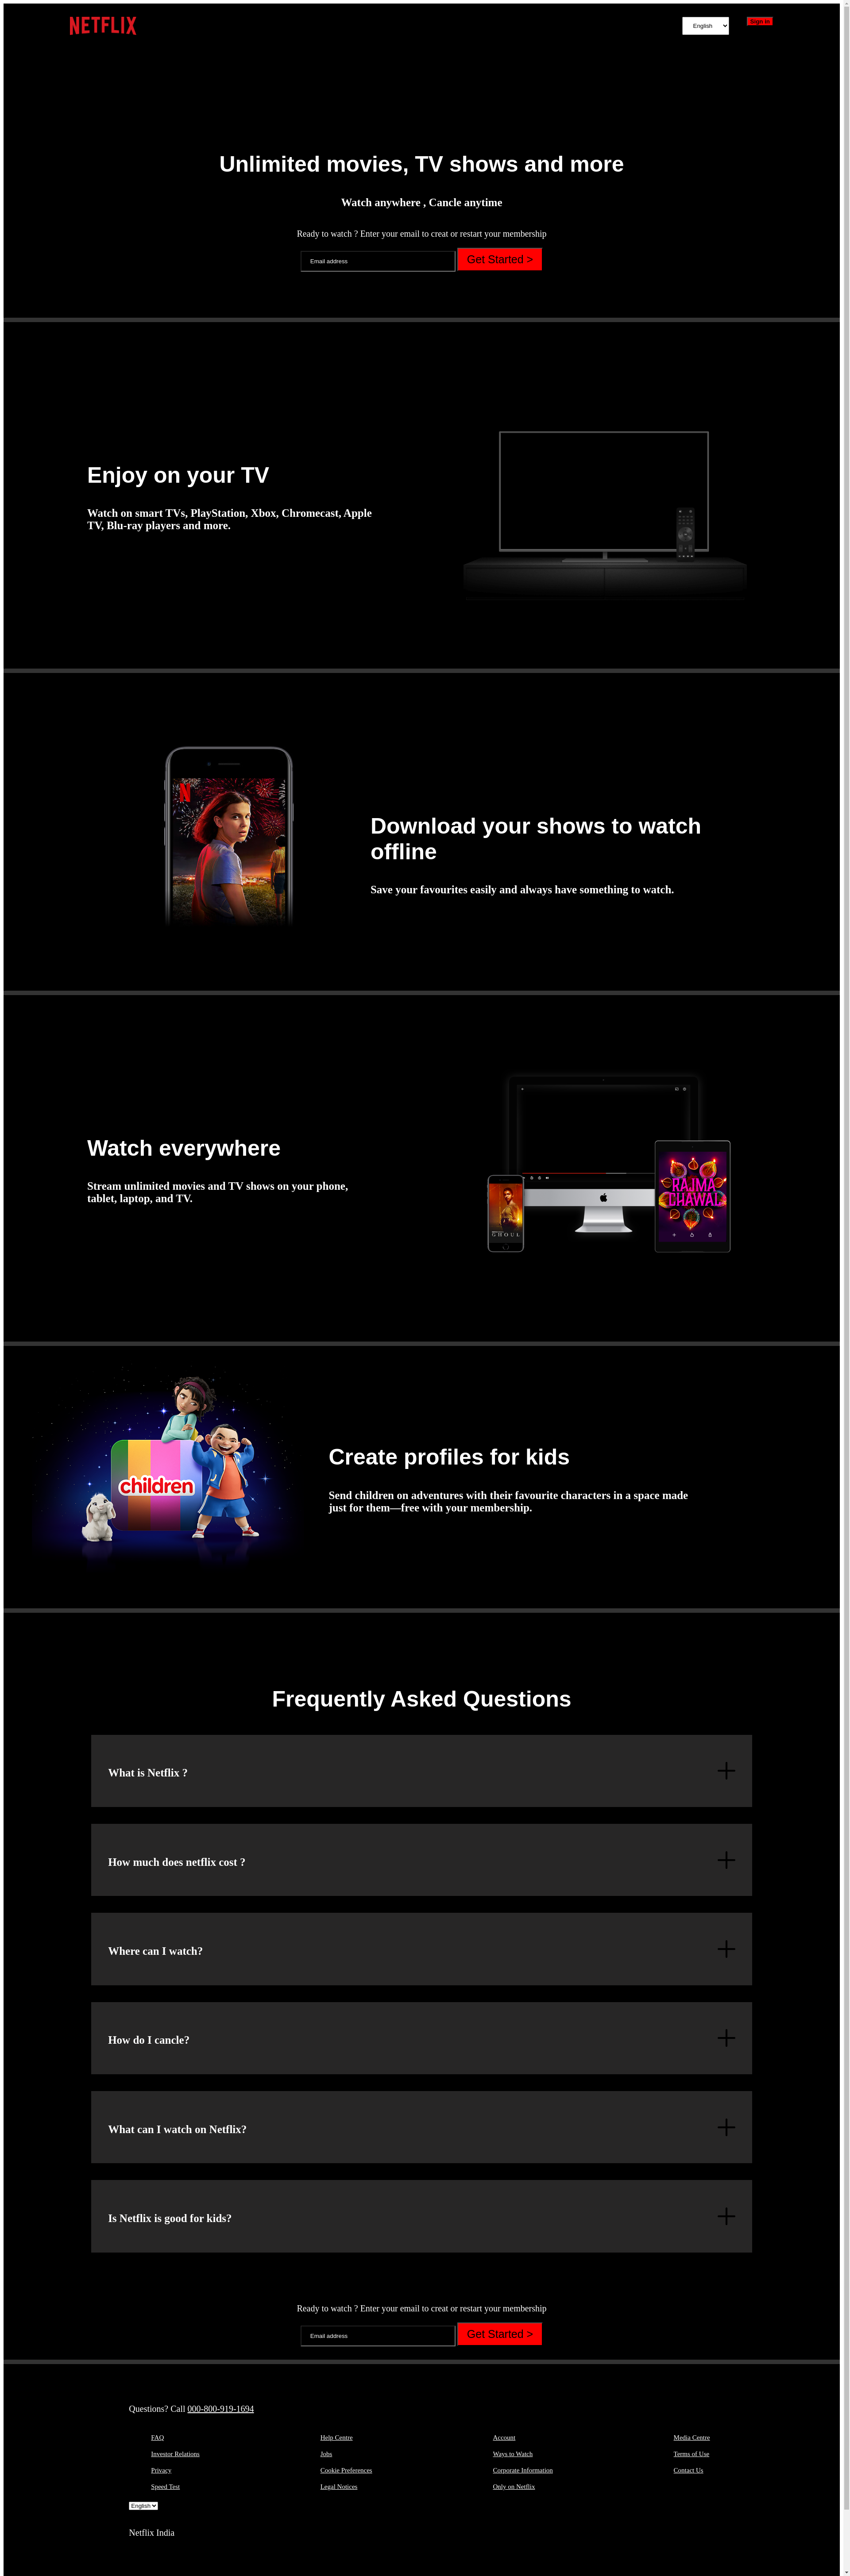 NETFLIX
English
Sign in
Unlimited movies, TV shows and more
Watch anywhere , Cancle anytime
Ready to watch ? Enter your email to creat or restart your membership
Email address
Get Started >
Enjoy on your TV
Watch on smart TVs, PlayStation, Xbox, Chromecast, Apple
TV, Blu-ray players and more.
N
Download your shows to watch
offline
Save your favourites easily and always have something to watch.
Watch everywhere
Stream unlimited movies and TV shows on your phone,
tablet, laptop, and TV.
RAJMA
CHAWAL
GHOUL
children
Create profiles for kids
Send children on adventures with their favourite characters in a space made
just for them—free with your membership.
Frequently Asked Questions
What is Netflix ?
How much does netflix cost ?
Where can I watch?
How do I cancle?
What can I watch on Netflix?
Is Netflix is good for kids?
Ready to watch ? Enter your email to creat or restart your membership
Email address
Get Started >
Questions? Call 000-800-919-1694
FAQ Help Centre Account Media Centre
Investor Relations Jobs Ways to Watch Terms of Use
Privacy Cookie Preferences Corporate Information Contact Us
Speed Test Legal Notices Only on Netflix
English
Netflix India